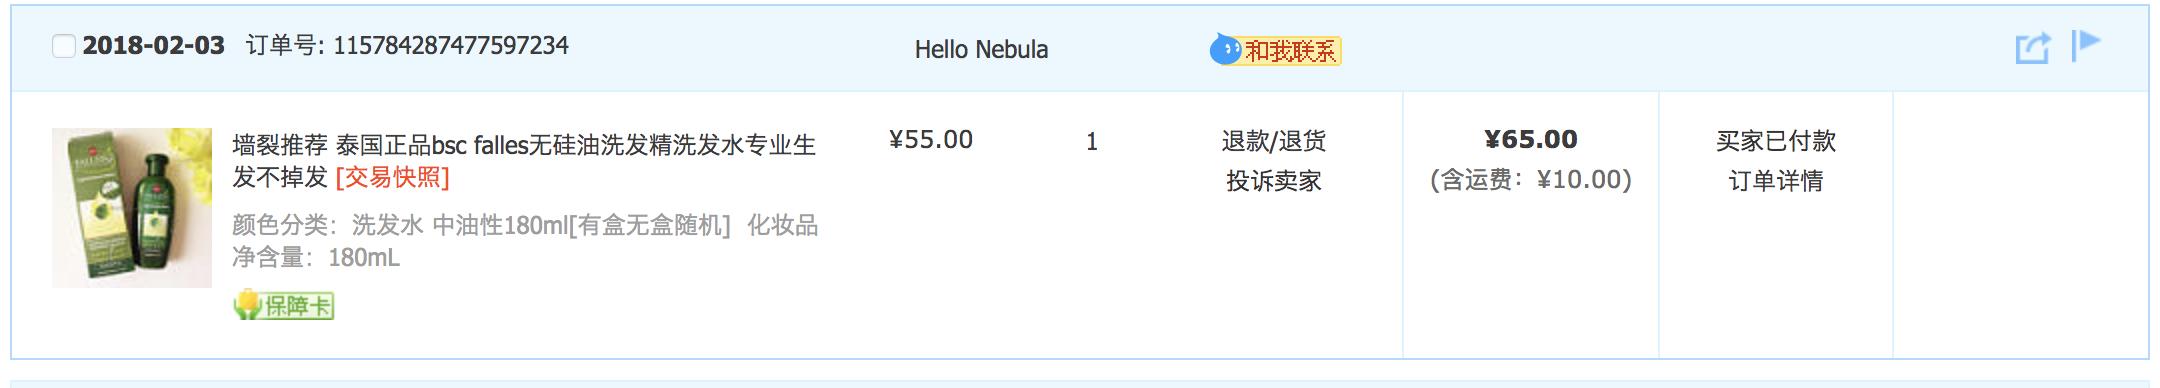 2018-02-03 订单号: 115784287477597234
Hello Nebula
和我联系
墙裂推荐 泰国正品bsc falles无硅油洗发精洗发水专业生
发不掉发 [交易快照]
颜色分类：洗发水 中油性180ml[有盒无盒随机] 化妆品
净含量：180mL
保障卡
¥55.00
1
退款/退货
投诉卖家
¥65.00
(含运费：¥10.00)
买家已付款
订单详情